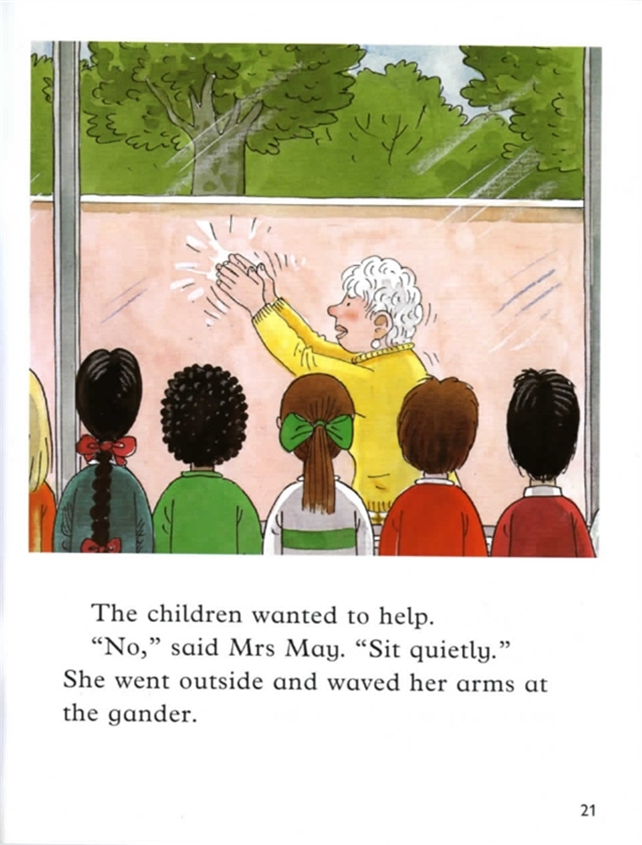 The children wanted to help.
“No,” said Mrs May. “Sit quietly.”
She went outside and waved her arms at
the gander.
21